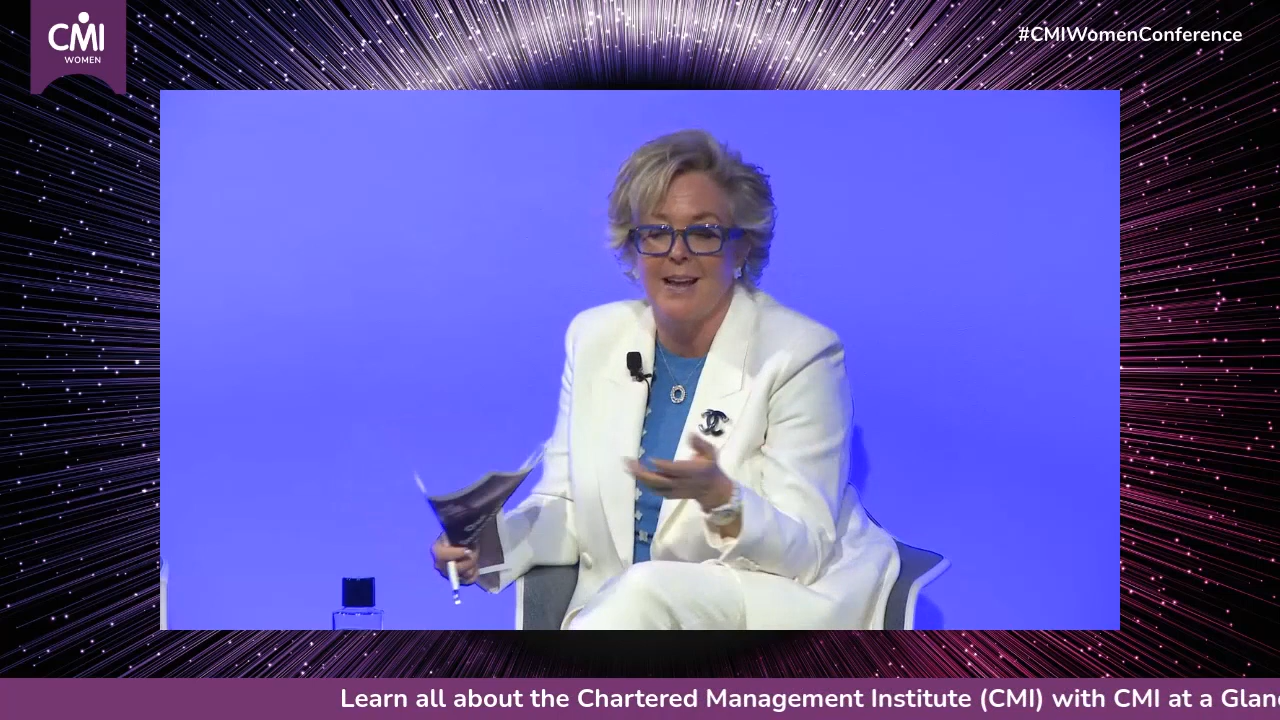 CMI
WOMEN
#CMIWomenConference
Learn all about the Chartered Management Institute (CMI) with CMI at a Glan